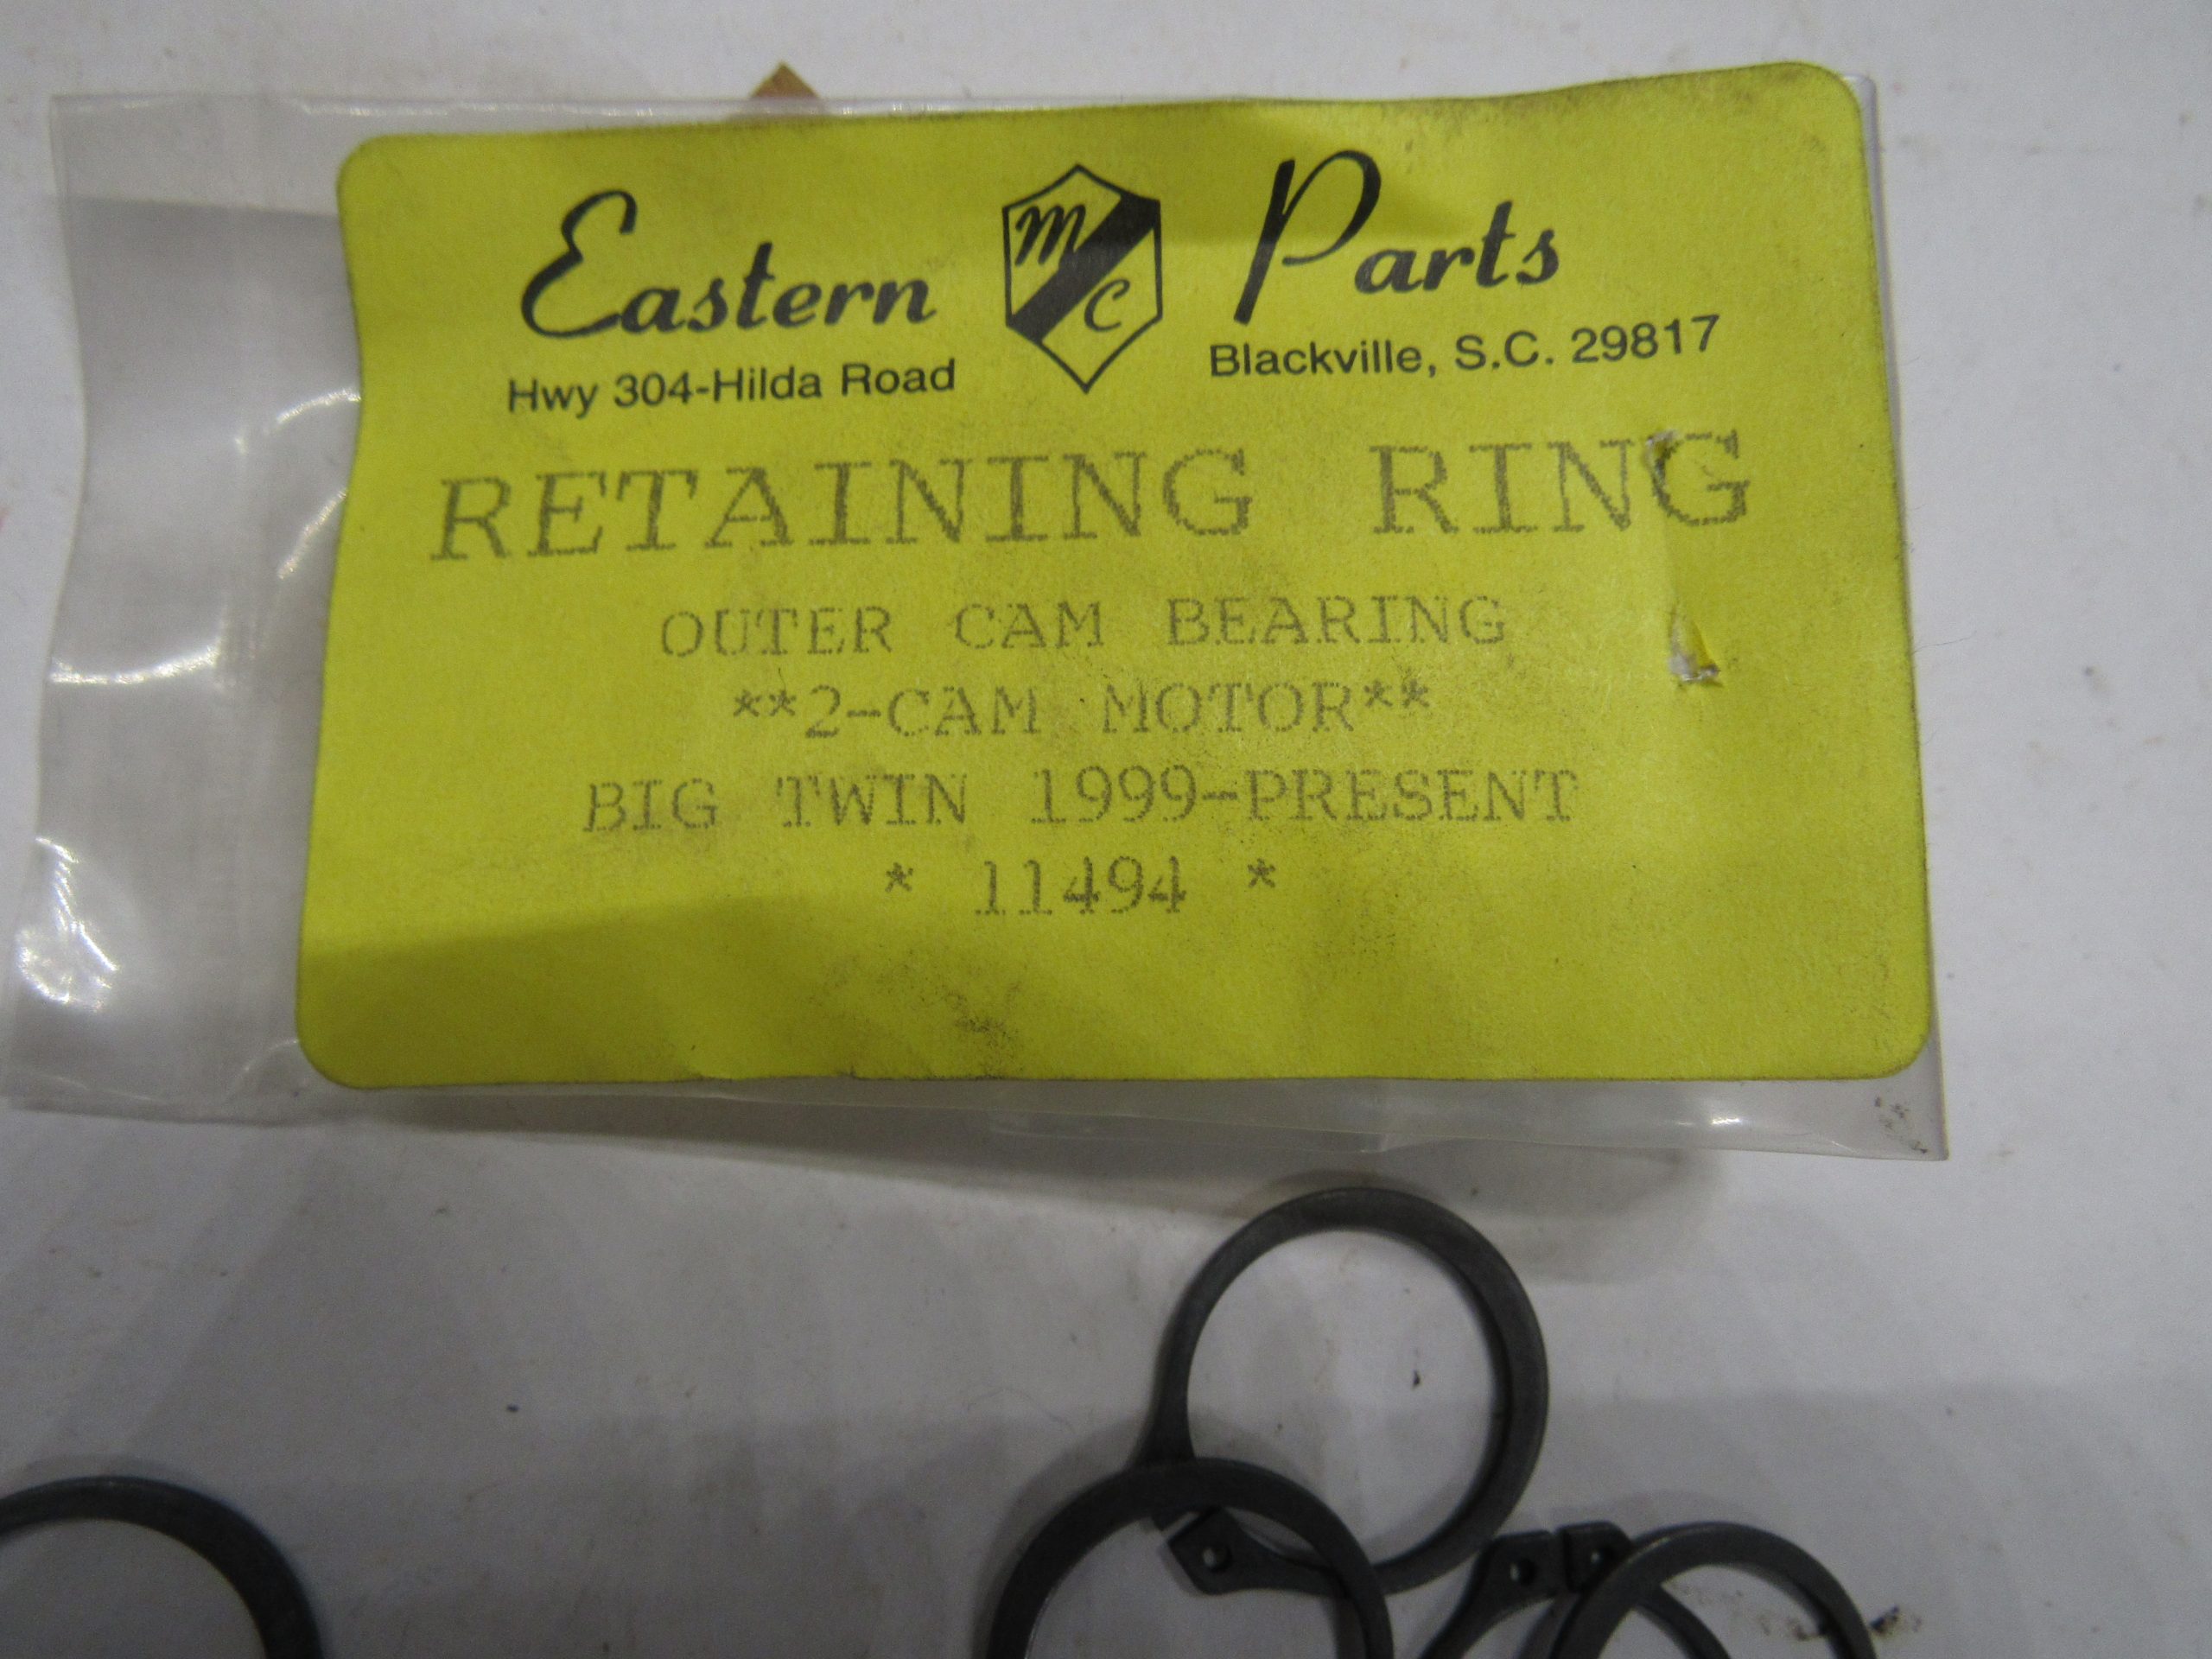 Eastern MC Parts
Hwy 304-Hilda Road Blackville, S.C. 29817
RETAINING RING
OUTER CAM BEARING
**2-CAM MOTOR**
BIG TWIN 1999-PRESENT
* 11494 *